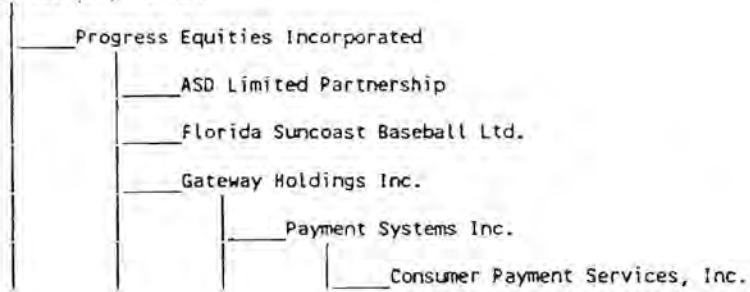 Progress Equities Incorporated
ASD Limited Partnership
Florida Suncoast Baseball Ltd.
Gateway Holdings Inc.
Payment Systems Inc.
Consumer Payment Services, Inc.